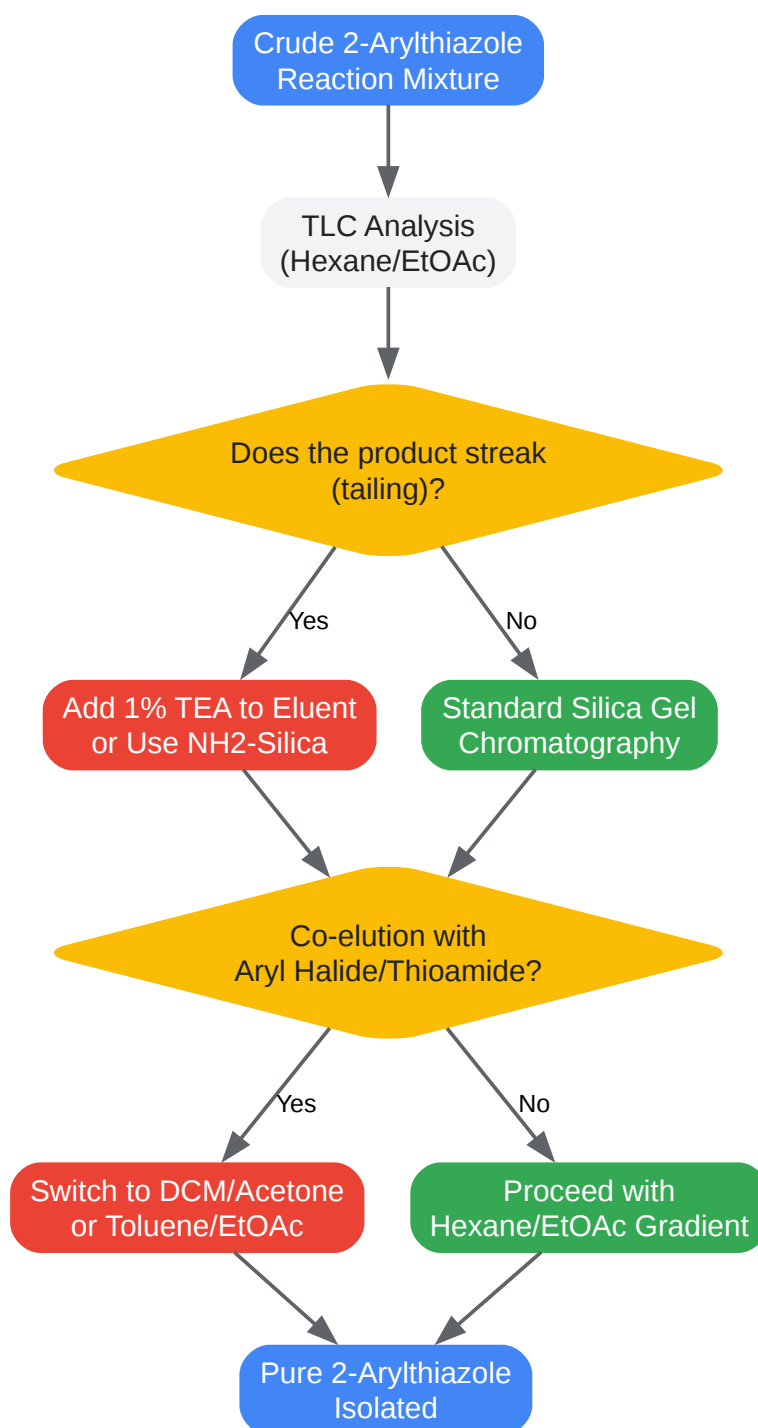 Crude 2-Arylthiazole
Reaction Mixture
TLC Analysis
(Hexane/EtOAc)
Does the product streak
(tailing)?
Yes
No
Add 1% TEA to Eluent
or Use NH2-Silica
Standard Silica Gel
Chromatography
Co-elution with
Aryl Halide/Thioamide?
Yes
No
Switch to DCM/Acetone
or Toluene/EtOAc
Proceed with
Hexane/EtOAc Gradient
Pure 2-Arylthiazole
Isolated